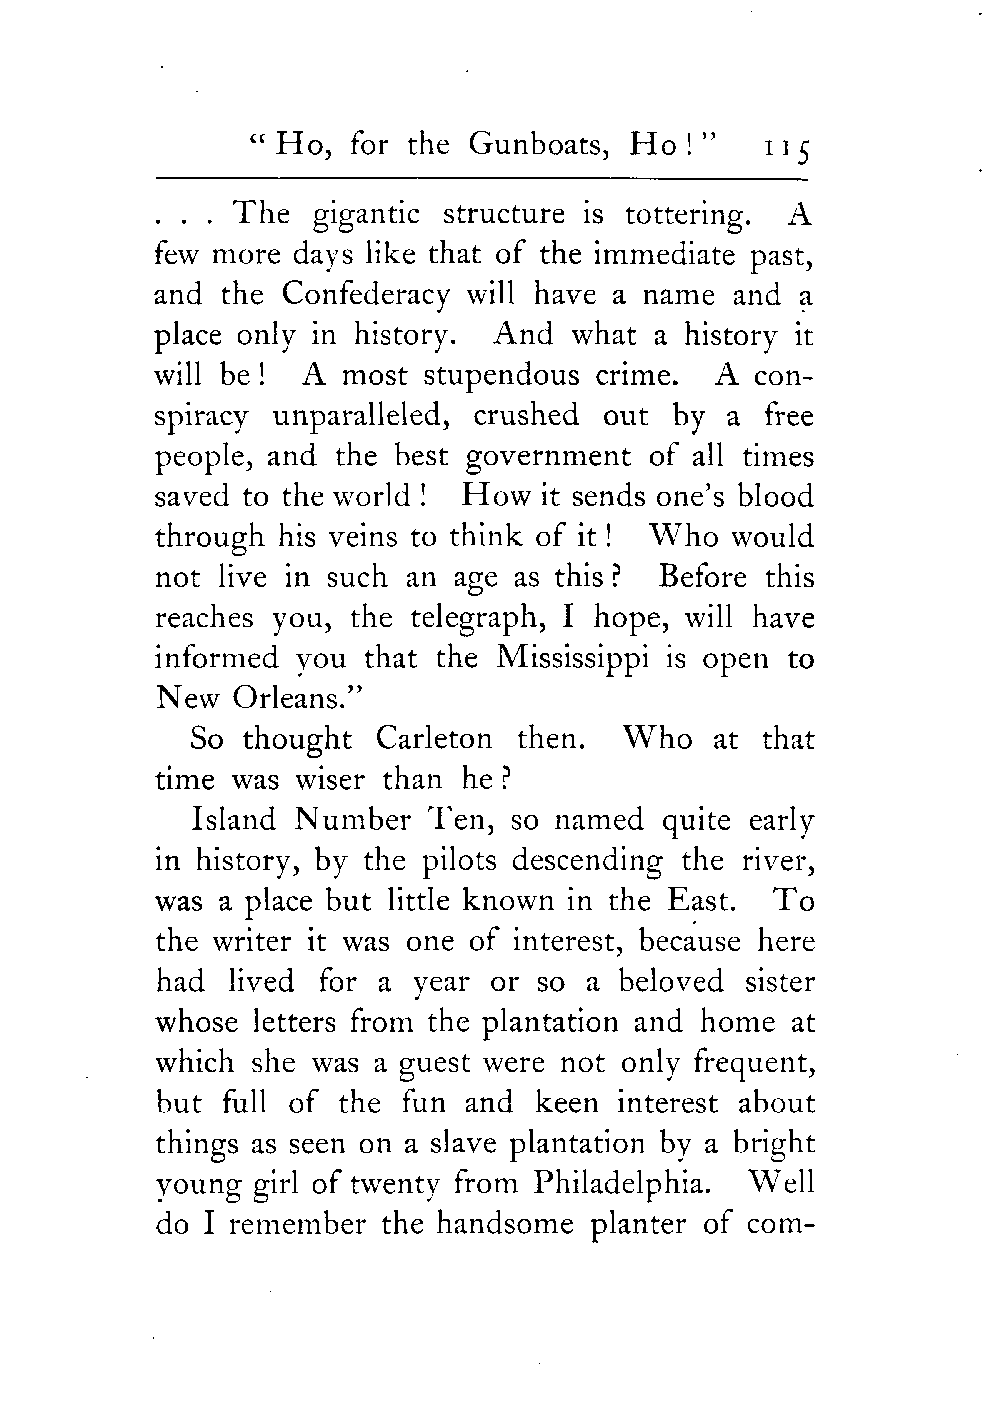 “ Ho, for the Gunboats, Ho ! ” 115
. . . The gigantic structure is tottering. A
few more days like that of the immediate past,
and the Confederacy will have a name and a
place only in history. And what a history it
will be ! A most stupendous crime. A con-
spiracy unparalleled, crushed out by a free
people, and the best government of all times
saved to the world ! How it sends one’s blood
through his veins to think of it ! Who would
not live in such an age as this ? Before this
reaches you, the telegraph, I hope, will have
informed you that the Mississippi is open to
New Orleans.”
So thought Carleton then. Who at that
time was wiser than he ?
Island Number Ten, so named quite early
in history, by the pilots descending the river,
was a place but little known in the East. To
the writer it was one of interest, because here
had lived for a year or so a beloved sister
whose letters from the plantation and home at
which she was a guest were not only frequent,
but full of the fun and keen interest about
things as seen on a slave plantation by a bright
young girl of twenty from Philadelphia. Well
do I remember the handsome planter of com-